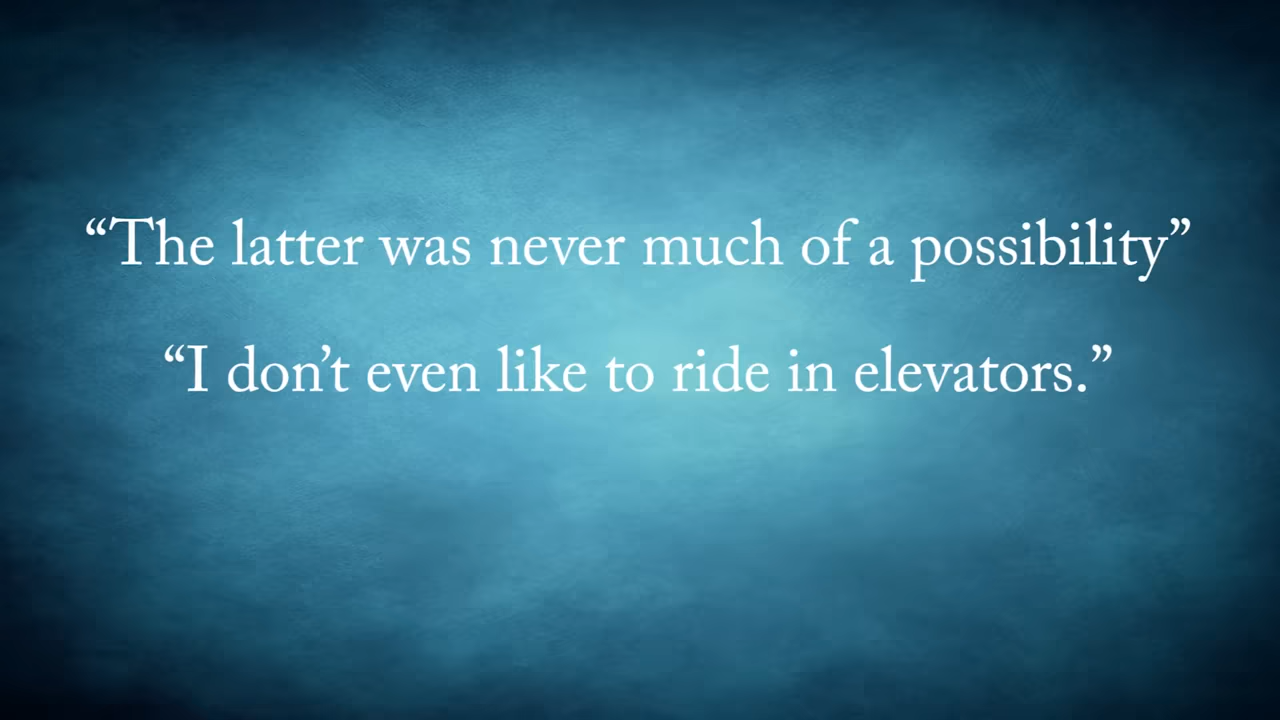 “The latter was never much of a possibility”
“I don’t even like to ride in elevators.”